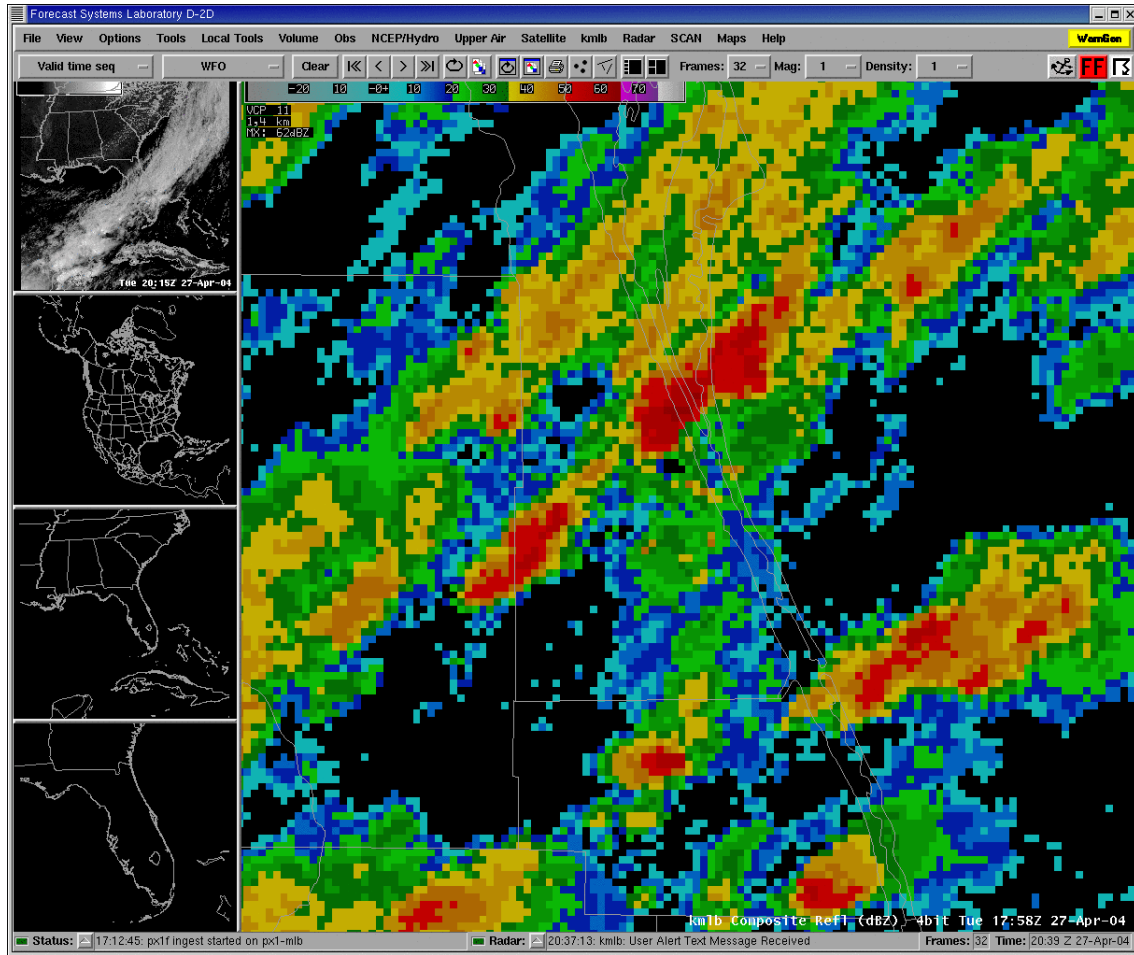 Forecast Systems Laboratory D-2D
File View Options Tools Local Tools Volume Obs NCEP/Hydro Upper Air Satellite kmlb Radar SCAN Maps Help WarnGen
Valid time seq WFO Clear Frames: 32 Mag: 1 Density: 1 FF
-20 10 -0+ 10 20 30 40 50 60 70
VCP 11
1,4 km
MX: 62dBZ
Tue 20:15Z 27-Apr-04
kmlb Composite Refl (dBZ) 4bit Tue 17:58Z 27-Apr-04
Status: 17:12:45: px1f ingest started on px1-mlb Radar: 20:37:13: kmlb: User Alert Text Message Received Frames: 32 Time: 20:39 Z 27-Apr-04